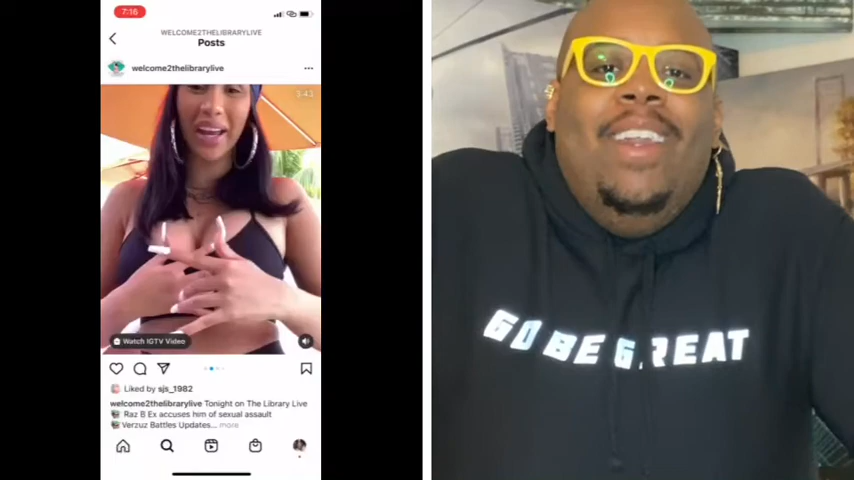 7:16
WELCOME2THELIBRARYLIVE
Posts
welcome2thelibrarylive
3:43
Watch IGTV Video
Liked by sjs_1982
welcome2thelibrarylive Tonight on The Library Live
Raz B Ex accuses him of sexual assault
Verzuz Battles Updates... more
GO BE GREAT